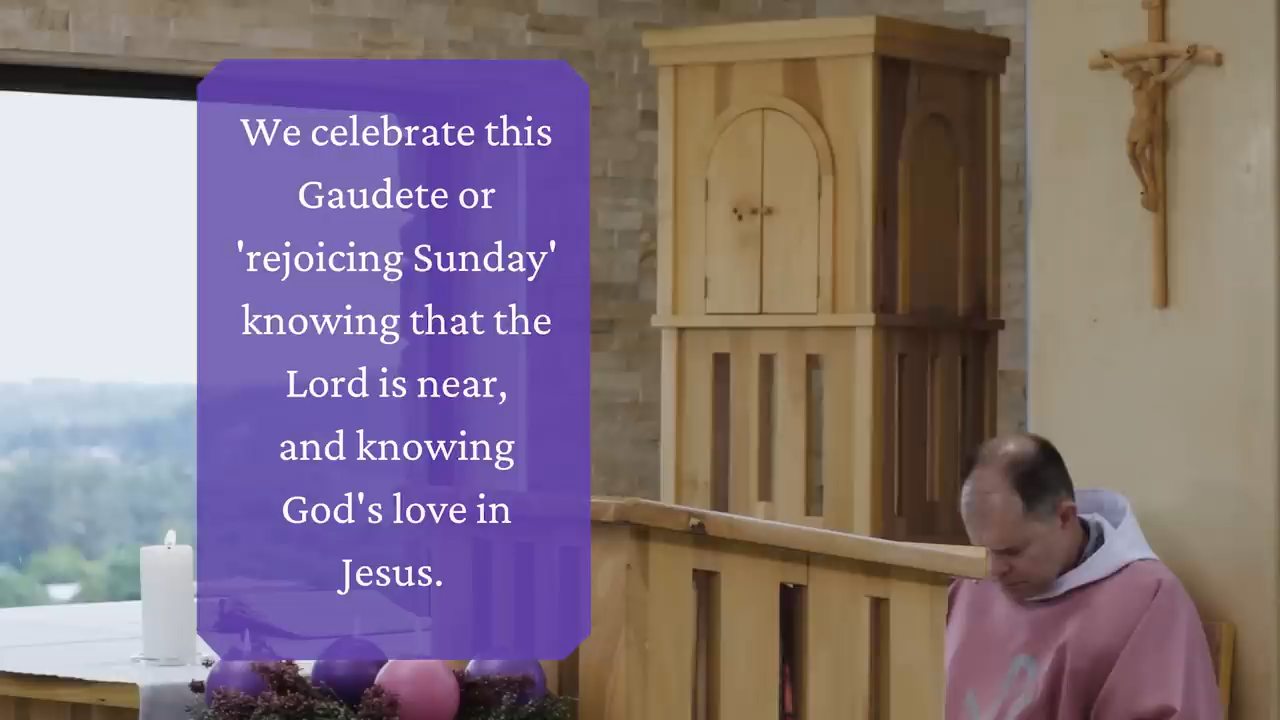 We celebrate this
Gaudete or
'rejoicing Sunday'
knowing that the
Lord is near,
and knowing
God's love in
Jesus.